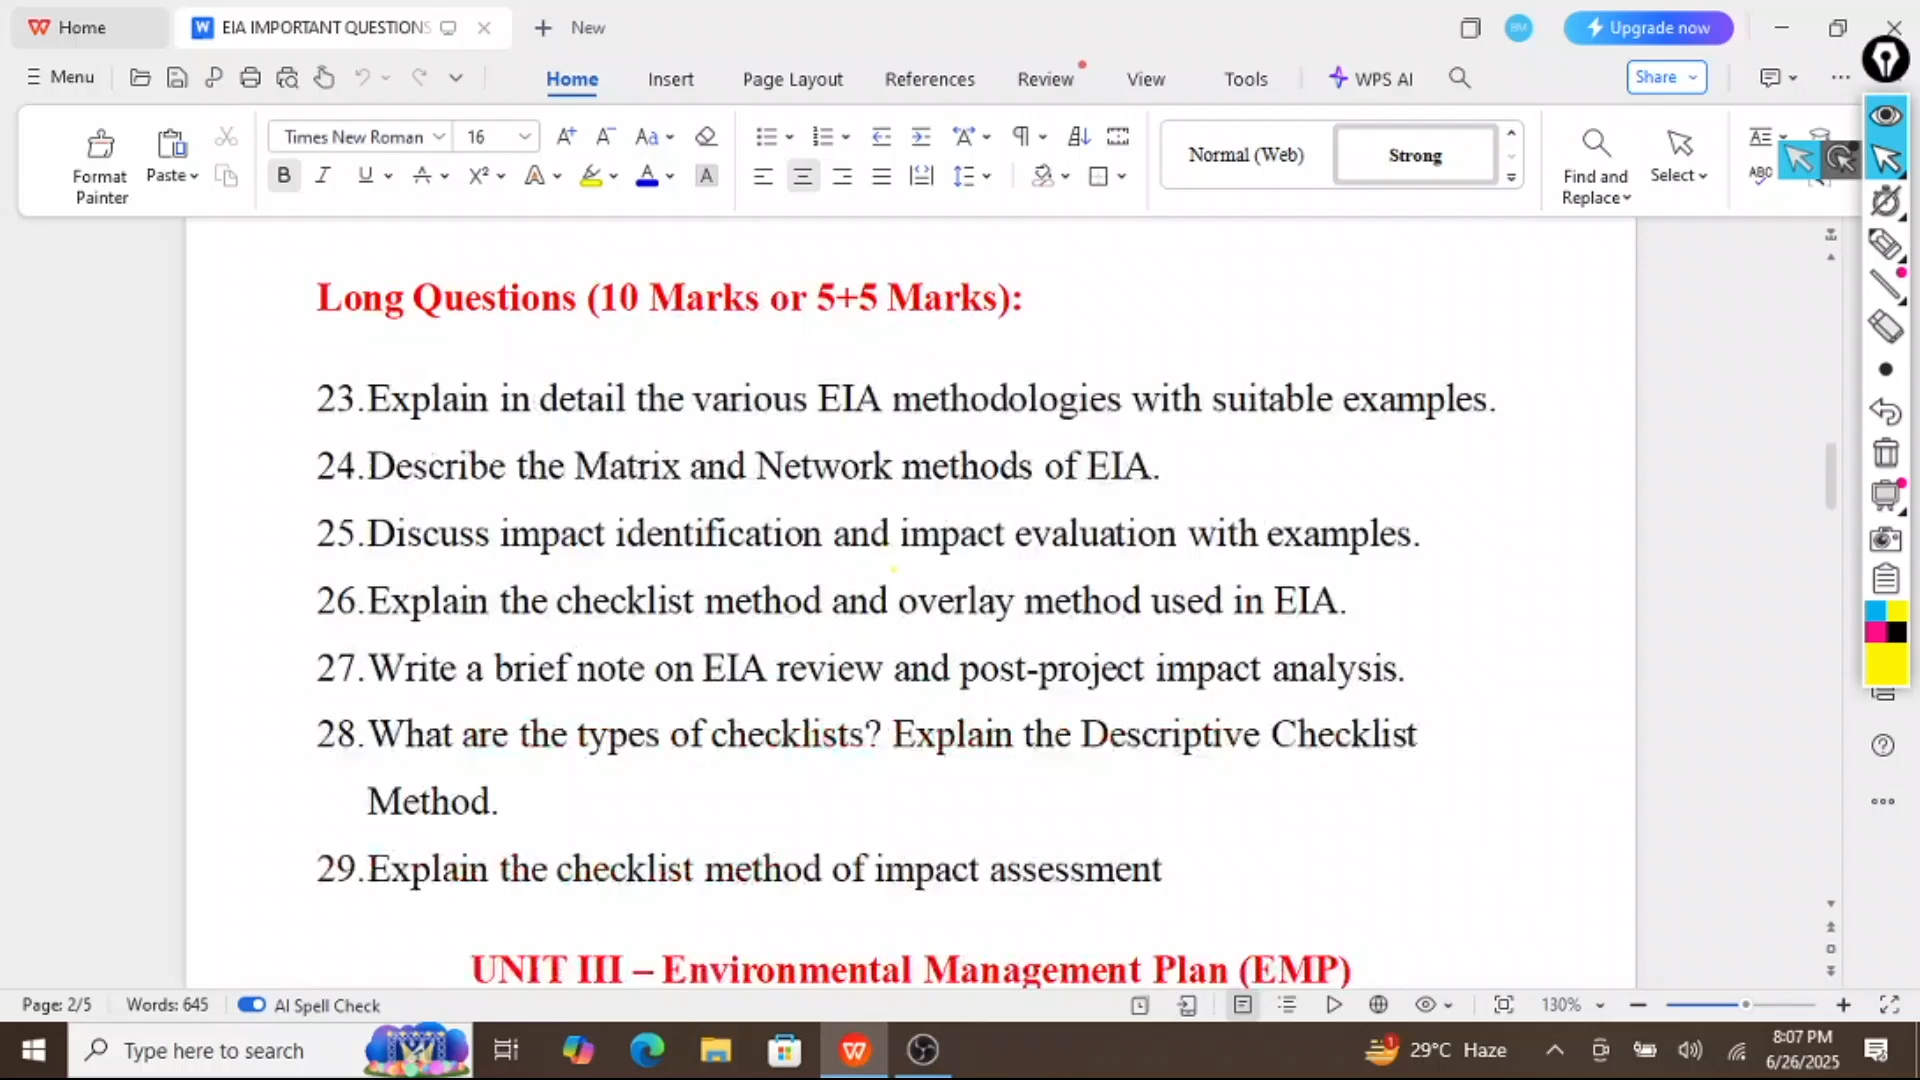 Home
EIA IMPORTANT QUESTIONS
New
BM
Upgrade now
Menu
Home
Insert
Page Layout
References
Review
View
Tools
WPS AI
Share
Format Painter
Paste
Times New Roman
16
Normal (Web)
Strong
Find and Replace
Select
Long Questions (10 Marks or 5+5 Marks):
23.Explain in detail the various EIA methodologies with suitable examples.
24.Describe the Matrix and Network methods of EIA.
25.Discuss impact identification and impact evaluation with examples.
26.Explain the checklist method and overlay method used in EIA.
27.Write a brief note on EIA review and post-project impact analysis.
28.What are the types of checklists? Explain the Descriptive Checklist
Method.
29.Explain the checklist method of impact assessment
UNIT III – Environmental Management Plan (EMP)
Page: 2/5
Words: 645
AI Spell Check
130%
Type here to search
29°C Haze
8:07 PM
6/26/2025